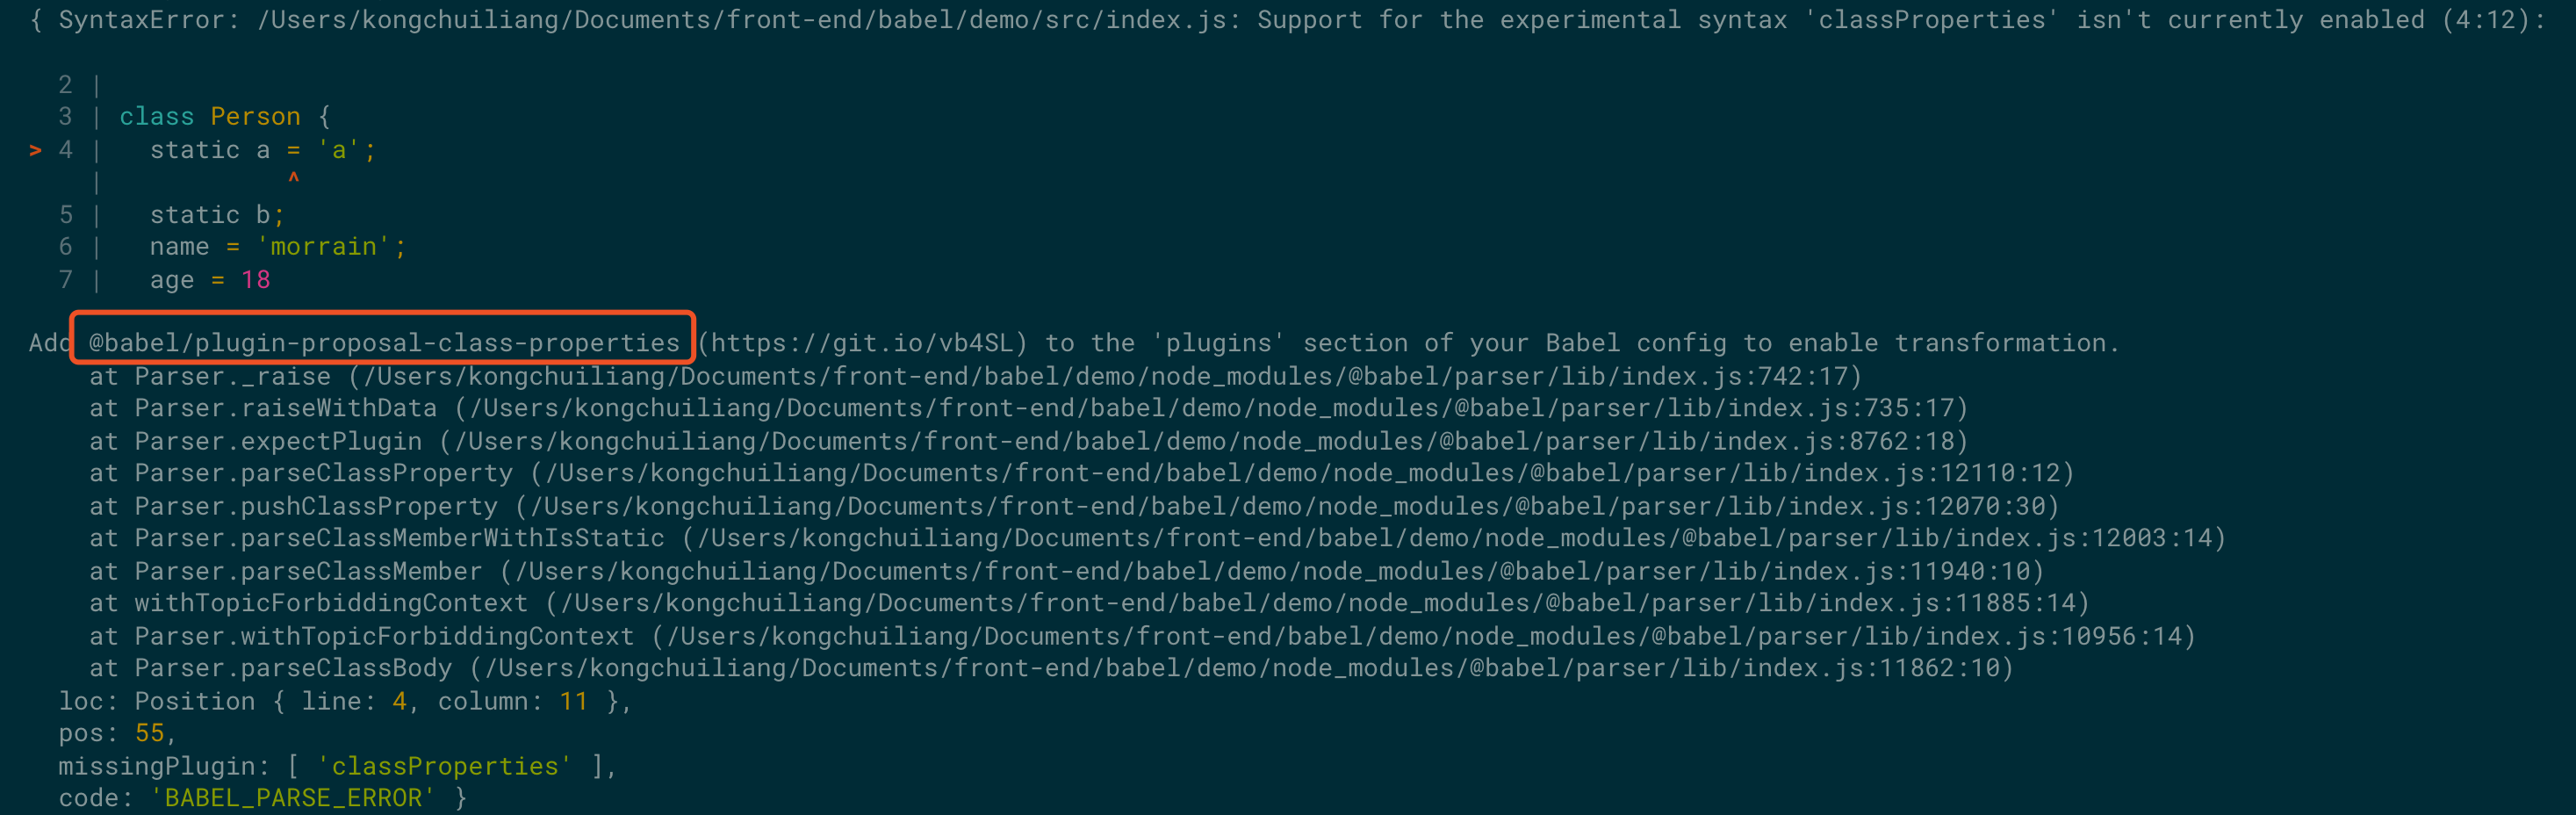 { SyntaxError: /Users/kongchuiliang/Documents/front-end/babel/demo/src/index.js: Support for the experimental syntax 'classProperties' isn't currently enabled (4:12):
2 |
3 | class Person {
> 4 | static a = 'a';
| ^
5 | static b;
6 | name = 'morrain';
7 | age = 18
Add @babel/plugin-proposal-class-properties (https://git.io/vb4SL) to the 'plugins' section of your Babel config to enable transformation.
at Parser._raise (/Users/kongchuiliang/Documents/front-end/babel/demo/node_modules/@babel/parser/lib/index.js:742:17)
at Parser.raiseWithData (/Users/kongchuiliang/Documents/front-end/babel/demo/node_modules/@babel/parser/lib/index.js:735:17)
at Parser.expectPlugin (/Users/kongchuiliang/Documents/front-end/babel/demo/node_modules/@babel/parser/lib/index.js:8762:18)
at Parser.parseClassProperty (/Users/kongchuiliang/Documents/front-end/babel/demo/node_modules/@babel/parser/lib/index.js:12110:12)
at Parser.pushClassProperty (/Users/kongchuiliang/Documents/front-end/babel/demo/node_modules/@babel/parser/lib/index.js:12070:30)
at Parser.parseClassMemberWithIsStatic (/Users/kongchuiliang/Documents/front-end/babel/demo/node_modules/@babel/parser/lib/index.js:12003:14)
at Parser.parseClassMember (/Users/kongchuiliang/Documents/front-end/babel/demo/node_modules/@babel/parser/lib/index.js:11940:10)
at withTopicForbiddingContext (/Users/kongchuiliang/Documents/front-end/babel/demo/node_modules/@babel/parser/lib/index.js:11885:14)
at Parser.withTopicForbiddingContext (/Users/kongchuiliang/Documents/front-end/babel/demo/node_modules/@babel/parser/lib/index.js:10956:14)
at Parser.parseClassBody (/Users/kongchuiliang/Documents/front-end/babel/demo/node_modules/@babel/parser/lib/index.js:11862:10)
loc: Position { line: 4, column: 11 },
pos: 55,
missingPlugin: [ 'classProperties' ],
code: 'BABEL_PARSE_ERROR' }